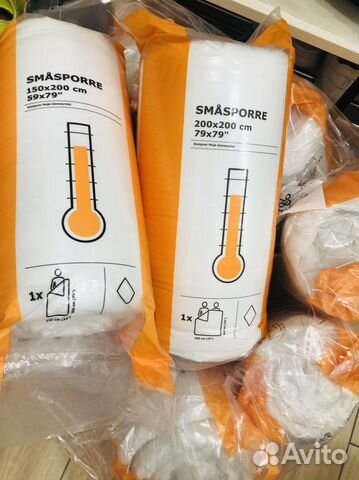 SMÅSPORRE
150x200 cm
59x79"
SMÅSPORRE
200x200 cm
79x79"
1x
1x
Avito